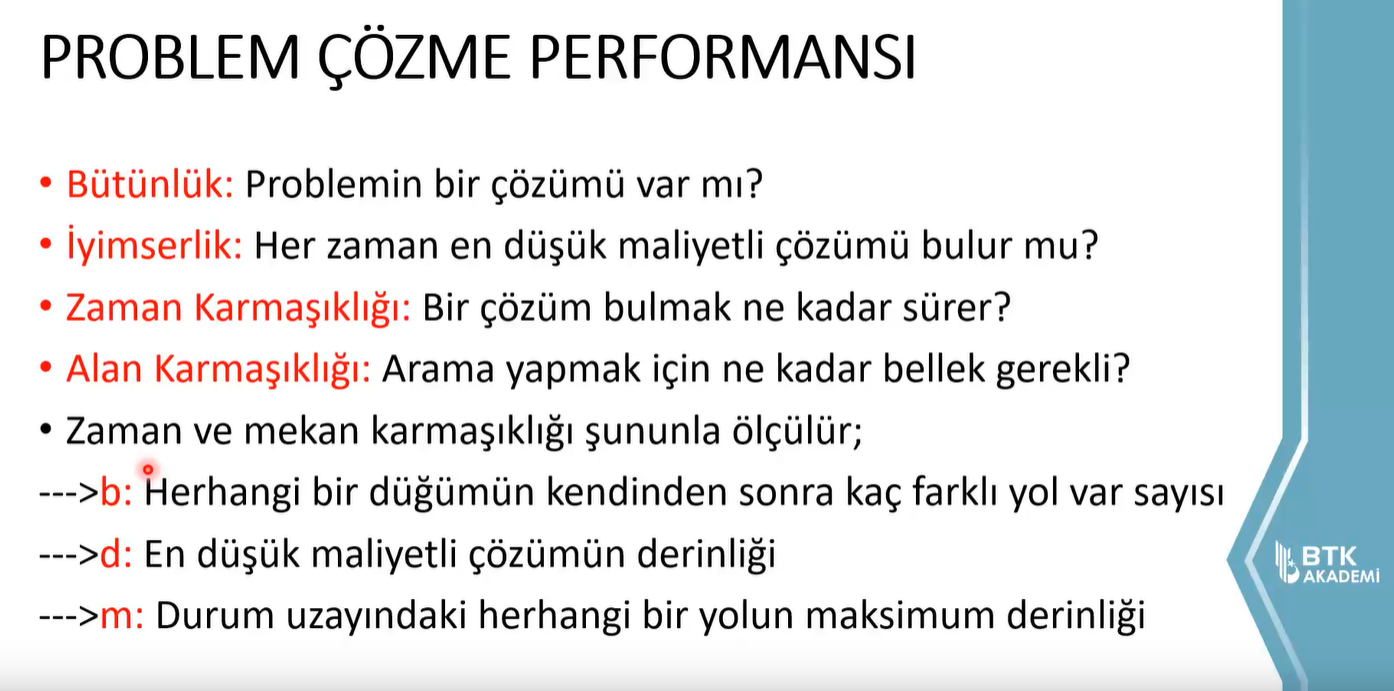 PROBLEM ÇÖZME PERFORMANSI
• Bütünlük: Problemin bir çözümü var mı?
• İyimserlik: Her zaman en düşük maliyetli çözümü bulur mu?
• Zaman Karmaşıklığı: Bir çözüm bulmak ne kadar sürer?
• Alan Karmaşıklığı: Arama yapmak için ne kadar bellek gerekli?
• Zaman ve mekan karmaşıklığı şununla ölçülür;
--->b: Herhangi bir düğümün kendinden sonra kaç farklı yol var sayısı
--->d: En düşük maliyetli çözümün derinliği
--->m: Durum uzayındaki herhangi bir yolun maksimum derinliği
BTK
AKADEMİ